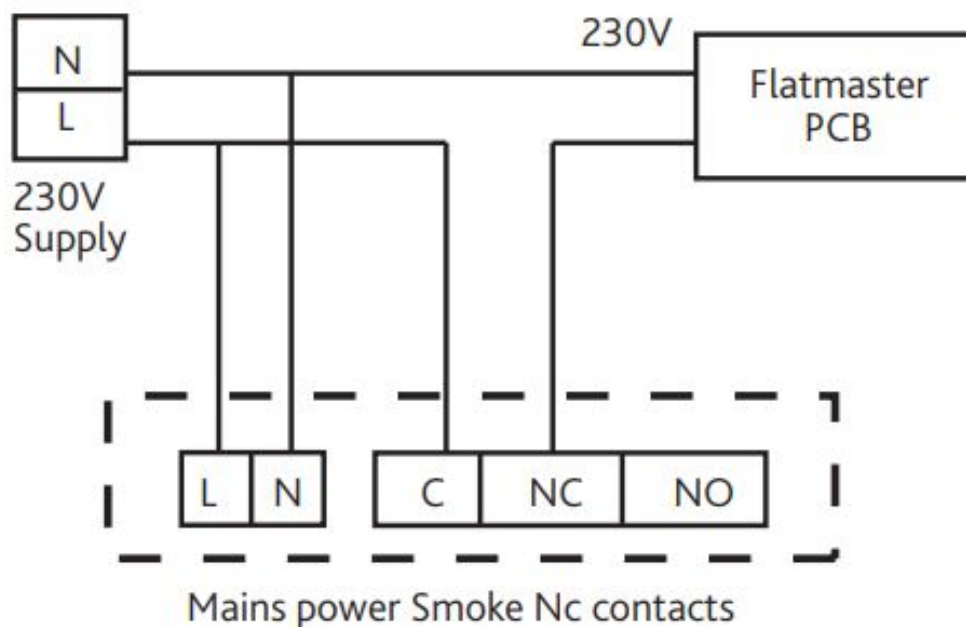 N
L
230V
Supply
230V
Flatmaster
PCB
L
N
C
NC
NO
Mains power Smoke Nc contacts